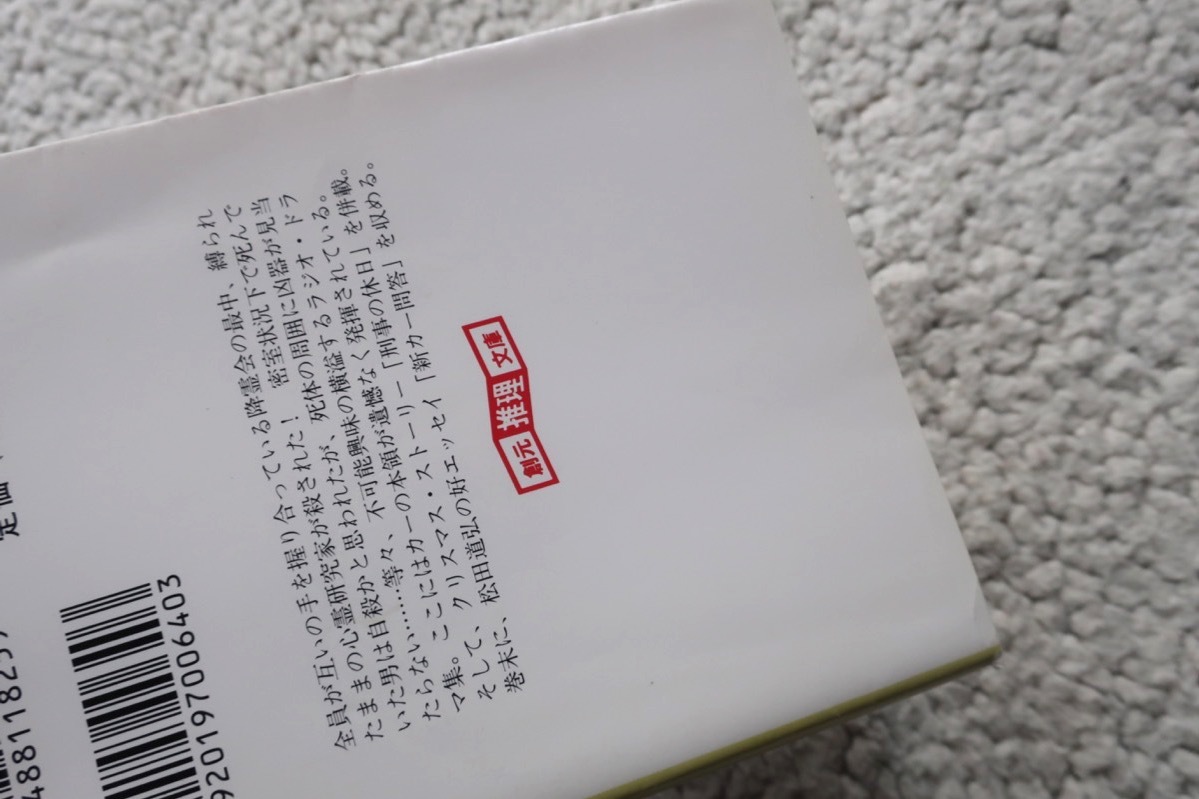 定価
4881182
920197006403
全員が互いの手を握り合っている降霊会の最中、縛られ
たままの心霊研究家が殺された！　密室状況下で死んで
いた男は自殺かと思われたが、死体の周囲に凶器が見当
たらない……等々、不可能興味の横溢するラジオ・ドラ
マ集。ここにはカーの本領が遺憾なく発揮されている。
そして、クリスマス・ストーリー「刑事の休日」を併載。
巻末に、松田道弘の好エッセイ「新カー問答」を収める。
創元推理文庫